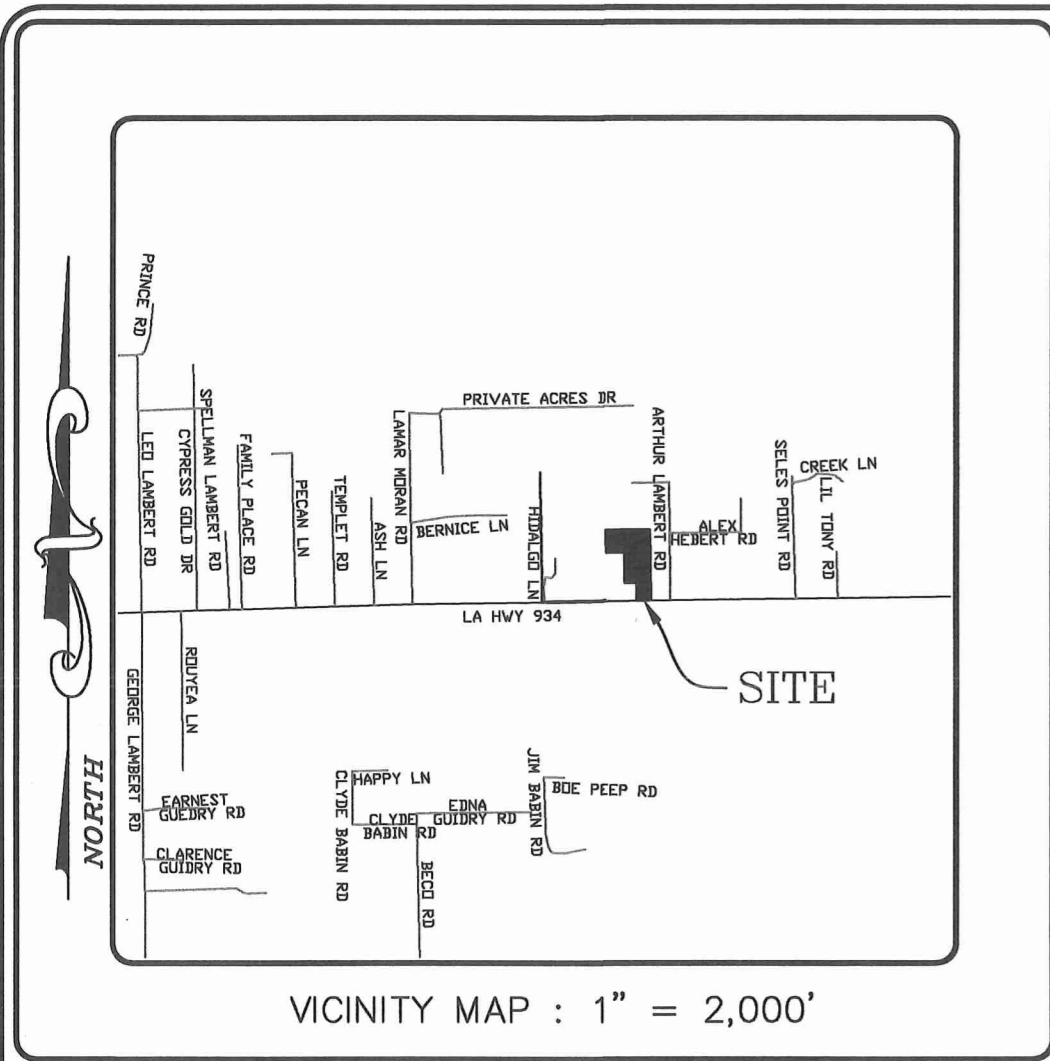 PRINCE RD
LEO LAMBERT RD
CYPRESS GOLD DR
SPELLMAN LAMBERT RD
FAMILY PLACE RD
PECAN LN
TEMPLET RD
ASH LN
LAMAR MORAN RD
BERNICE LN
PRIVATE ACRES DR
HIDALGO LN
ARTHUR LAMBERT RD
ALEX
HEBERT RD
SELES POINT RD
CREEK LN
LIL TONY RD
LA HWY 934
SITE
ROUYEA LN
GEORGE LAMBERT RD
EARNEST
GUEDRY RD
CLARENCE
GUIDRY RD
HAPPY LN
CLYDE BABIN RD
CLYDE
BABIN RD
EDNA
GUIDRY RD
BECO RD
JIM BABIN RD
BOE PEEP RD
NORTH
VICINITY MAP : 1" = 2,000'